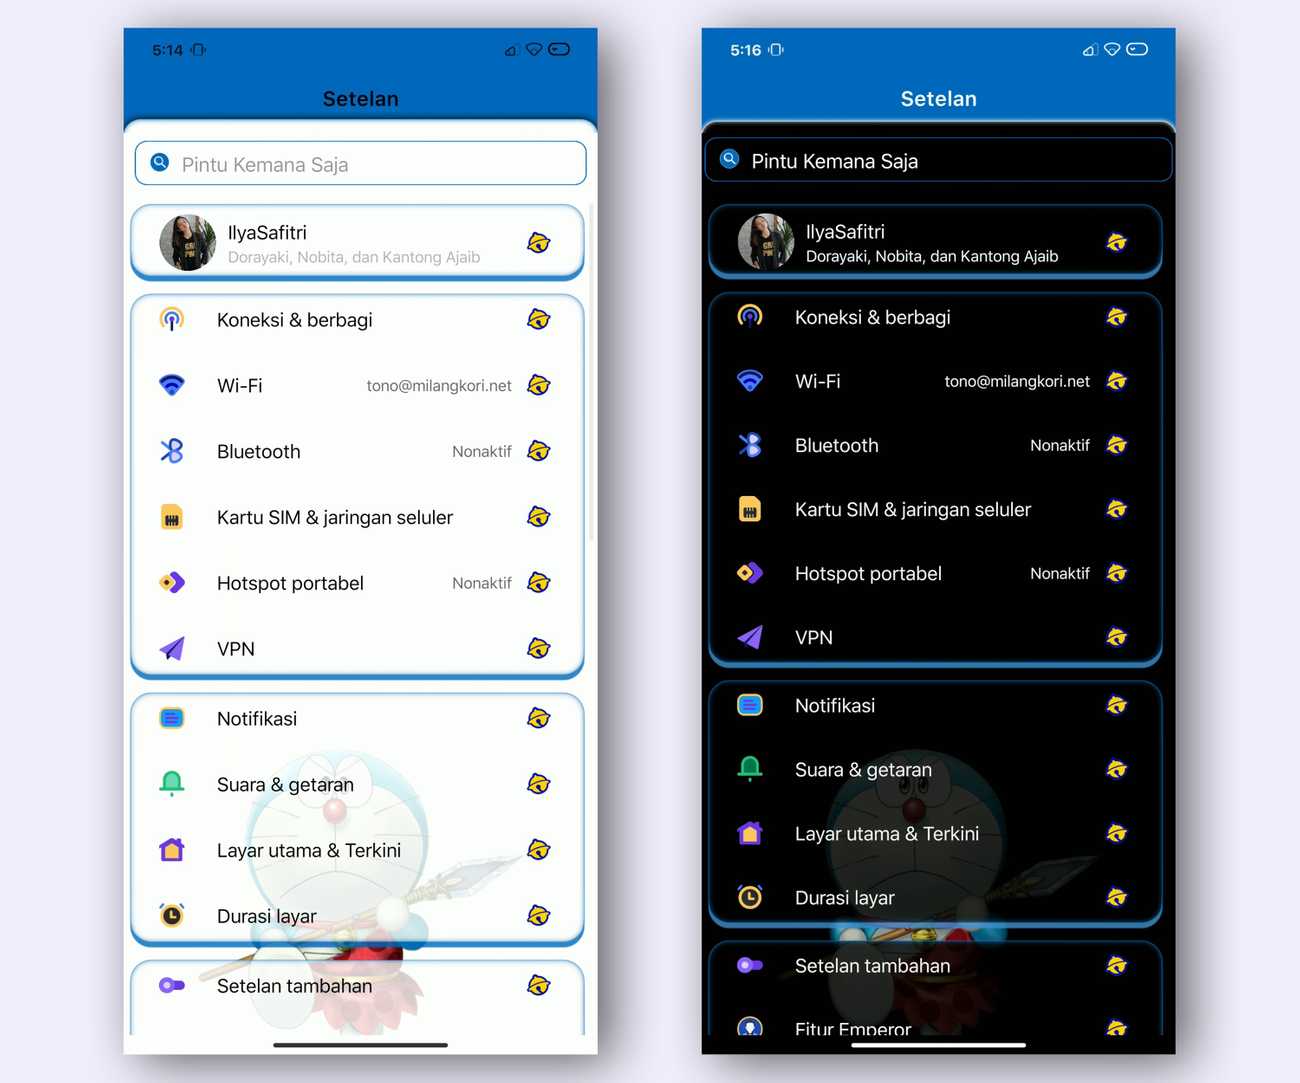 5:14
Setelan
Pintu Kemana Saja
IlyaSafitri
Dorayaki, Nobita, dan Kantong Ajaib
Koneksi & berbagi
Wi-Fi tono@milangkori.net
Bluetooth Nonaktif
Kartu SIM & jaringan seluler
Hotspot portabel Nonaktif
VPN
Notifikasi
Suara & getaran
Layar utama & Terkini
Durasi layar
Setelan tambahan
5:16
Setelan
Pintu Kemana Saja
IlyaSafitri
Dorayaki, Nobita, dan Kantong Ajaib
Koneksi & berbagi
Wi-Fi tono@milangkori.net
Bluetooth Nonaktif
Kartu SIM & jaringan seluler
Hotspot portabel Nonaktif
VPN
Notifikasi
Suara & getaran
Layar utama & Terkini
Durasi layar
Setelan tambahan
Fitur Emperor